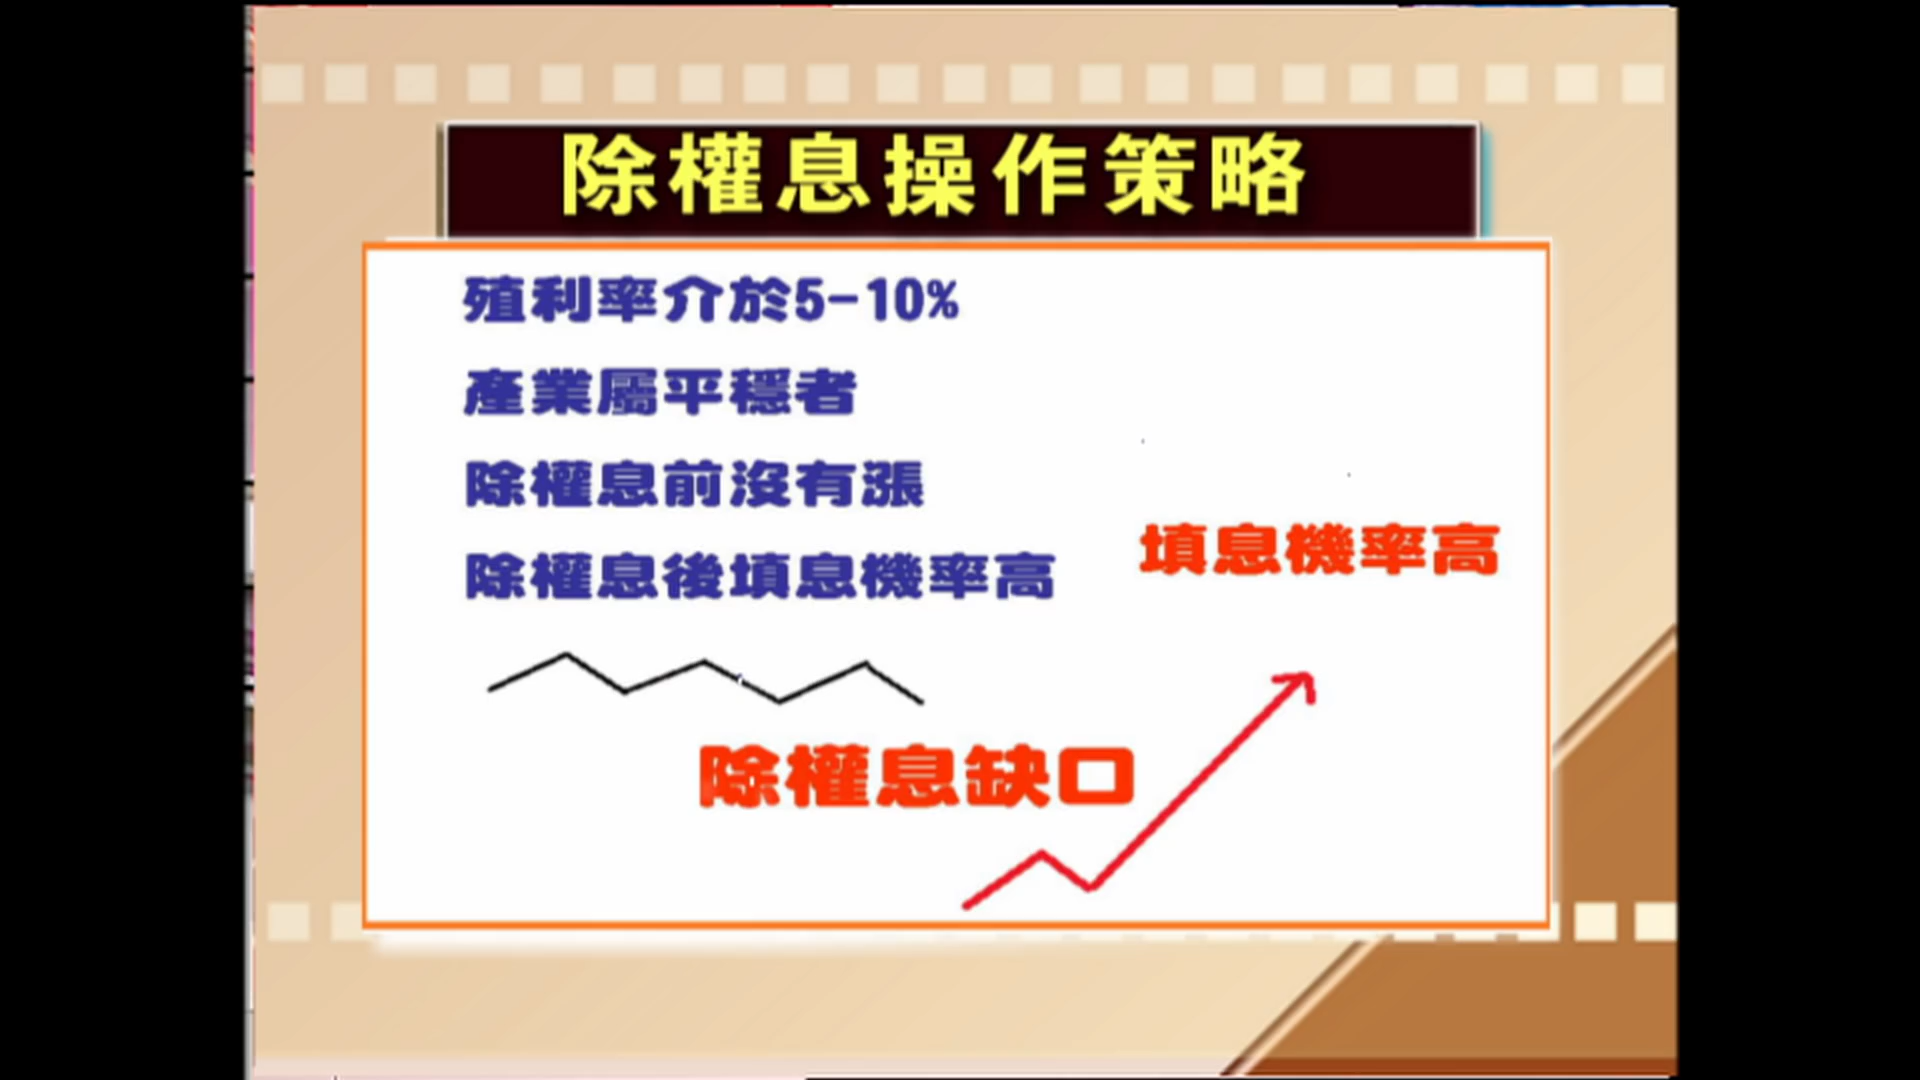 除權息操作策略
殖利率介於5-10%
產業屬平穩者
除權息前沒有漲
除權息後填息機率高
填息機率高
除權息缺口